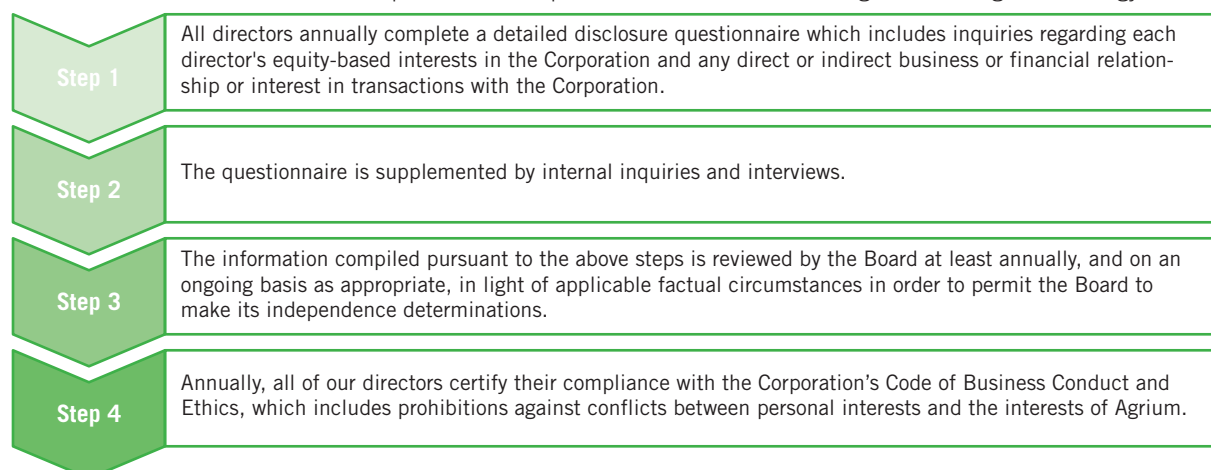 Step 1
All directors annually complete a detailed disclosure questionnaire which includes inquiries regarding each
director's equity-based interests in the Corporation and any direct or indirect business or financial relation-
ship or interest in transactions with the Corporation.
Step 2
The questionnaire is supplemented by internal inquiries and interviews.
Step 3
The information compiled pursuant to the above steps is reviewed by the Board at least annually, and on an
ongoing basis as appropriate, in light of applicable factual circumstances in order to permit the Board to
make its independence determinations.
Step 4
Annually, all of our directors certify their compliance with the Corporation’s Code of Business Conduct and
Ethics, which includes prohibitions against conflicts between personal interests and the interests of Agrium.